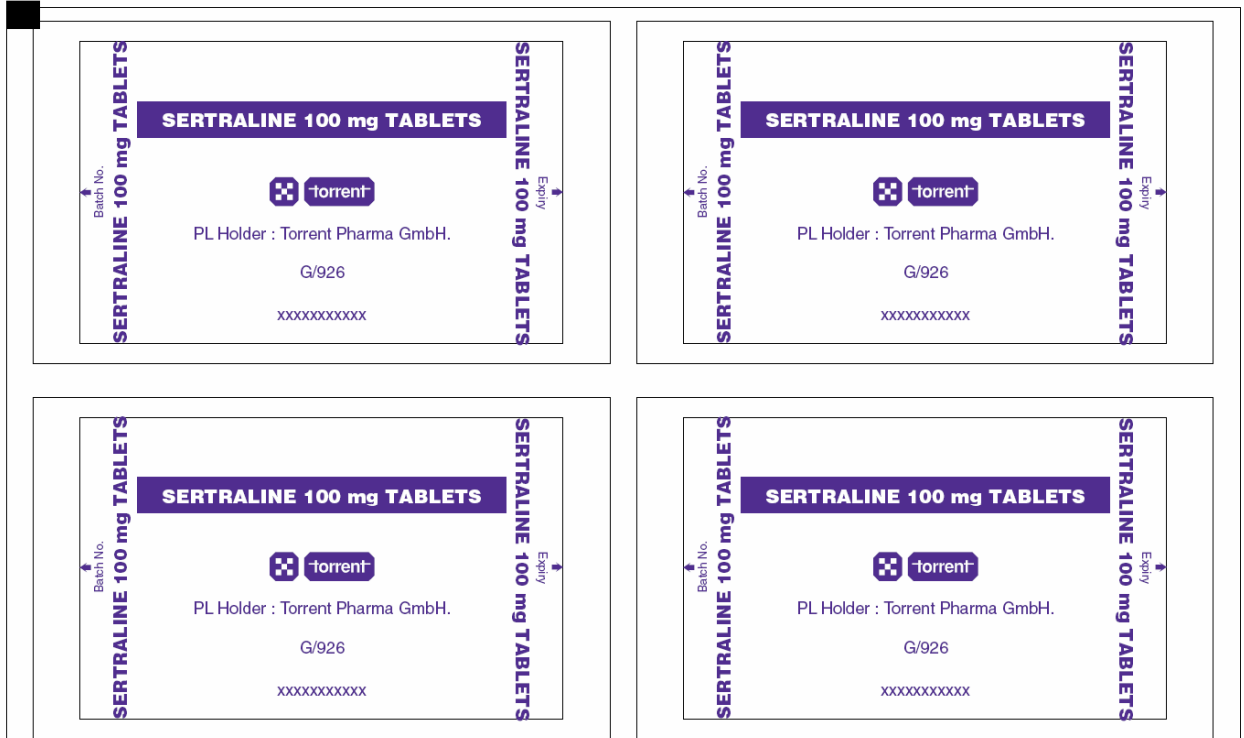 SERTRALINE 100 mg TABLETS
Batch No.
SERTRALINE 100 mg TABLETS
torrent
PL Holder : Torrent Pharma GmbH.
G/926
xxxxxxxxxxx
SERTRALINE 100 mg TABLETS
Expiry
SERTRALINE 100 mg TABLETS
Batch No.
SERTRALINE 100 mg TABLETS
torrent
PL Holder : Torrent Pharma GmbH.
G/926
xxxxxxxxxxx
SERTRALINE 100 mg TABLETS
Expiry
SERTRALINE 100 mg TABLETS
Batch No.
SERTRALINE 100 mg TABLETS
torrent
PL Holder : Torrent Pharma GmbH.
G/926
xxxxxxxxxxx
SERTRALINE 100 mg TABLETS
Expiry
SERTRALINE 100 mg TABLETS
Batch No.
SERTRALINE 100 mg TABLETS
torrent
PL Holder : Torrent Pharma GmbH.
G/926
xxxxxxxxxxx
SERTRALINE 100 mg TABLETS
Expiry